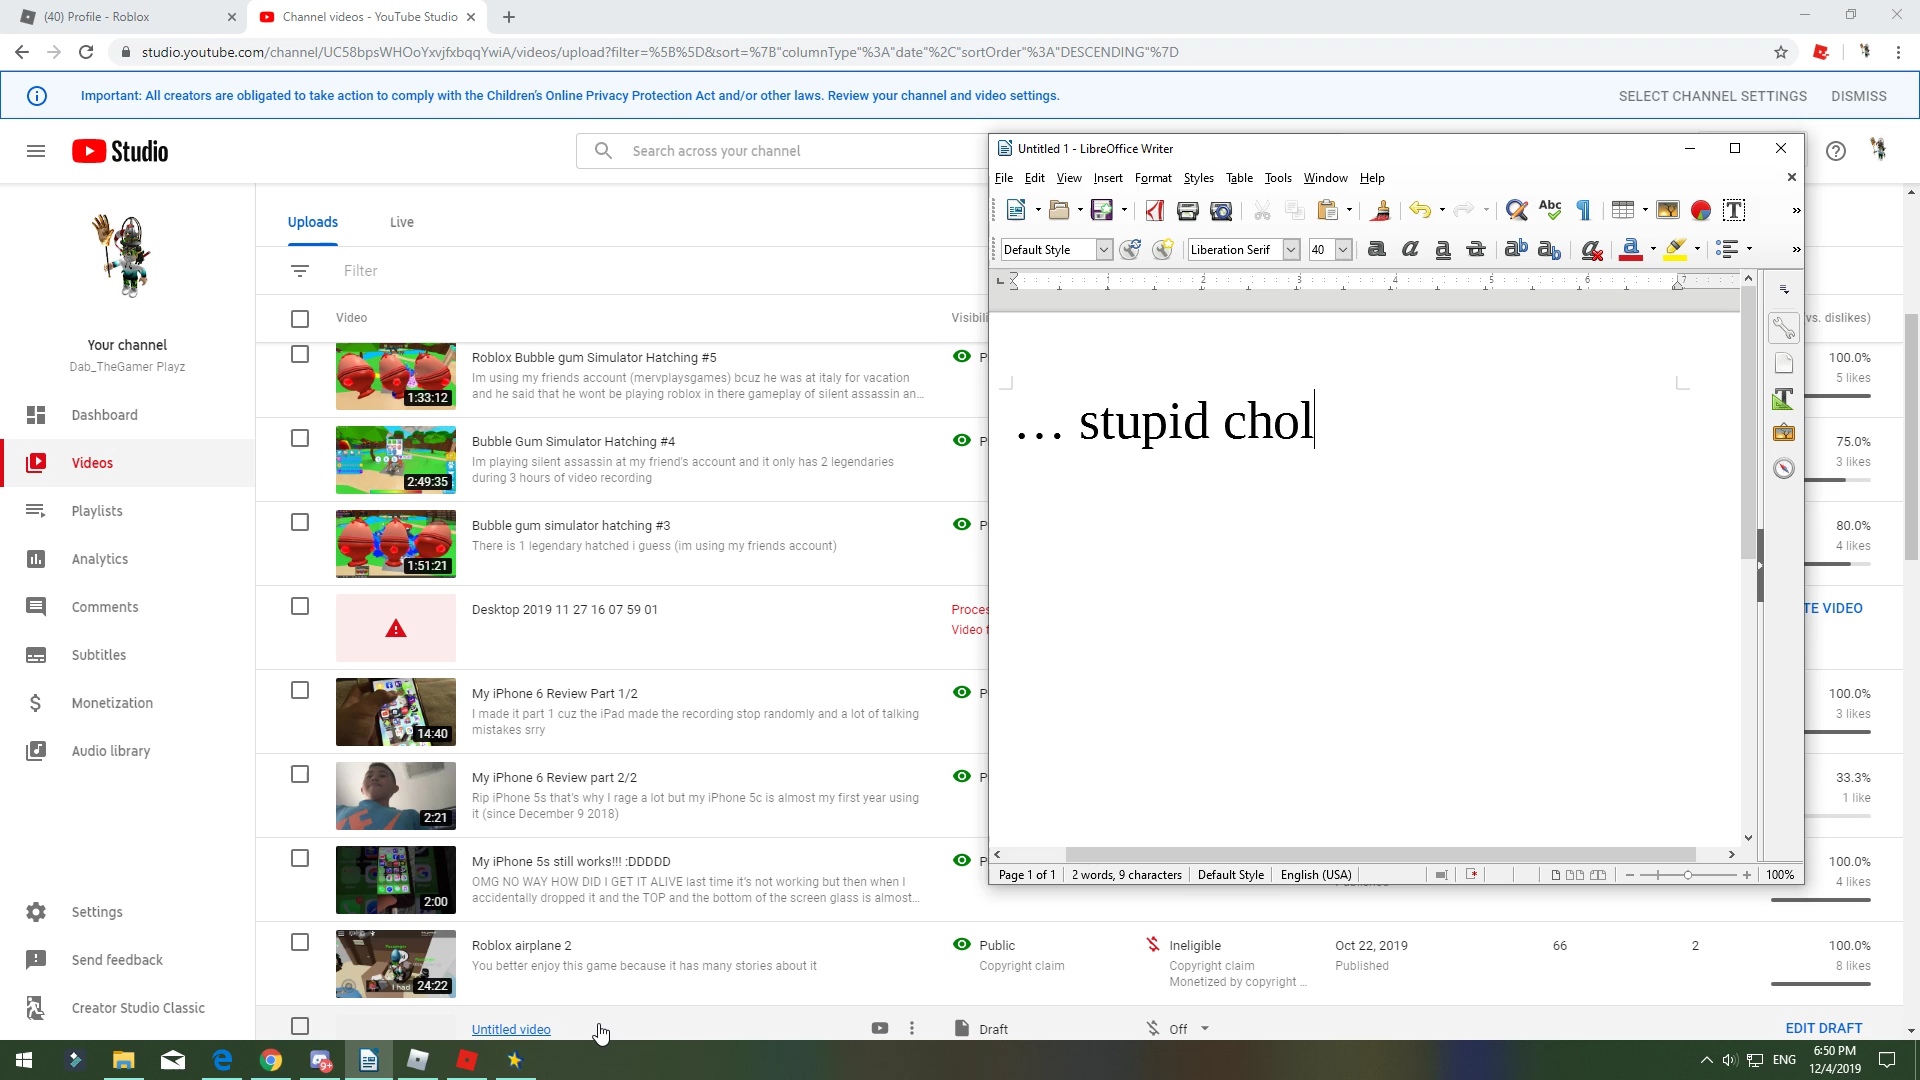 (40) Profile - Roblox
Channel videos - YouTube Studio
studio.youtube.com/channel/UC58bpsWHOoYxvjfxbqqYwiA/videos/upload?filter=%5B%5D&sort=%7B"columnType"%3A"date"%2C"sortOrder"%3A"DESCENDING"%7D
Important: All creators are obligated to take action to comply with the Children's Online Privacy Protection Act and/or other laws. Review your channel and video settings.
SELECT CHANNEL SETTINGS
DISMISS
Studio
Search across your channel
Your channel
Dab_TheGamer Playz
Dashboard
Videos
Playlists
Analytics
Comments
Subtitles
Monetization
Audio library
Settings
Send feedback
Creator Studio Classic
Uploads
Live
Filter
Video
Visibili
vs. dislikes)
Roblox Bubble gum Simulator Hatching #5
Im using my friends account (mervplaysgames) bcuz he was at italy for vacation
and he said that he wont be playing roblox in there gameplay of silent assassin an...
1:33:12
P
100.0%
5 likes
Bubble Gum Simulator Hatching #4
Im playing silent assassin at my friend's account and it only has 2 legendaries
during 3 hours of video recording
2:49:35
P
75.0%
3 likes
Bubble gum simulator hatching #3
There is 1 legendary hatched i guess (im using my friends account)
1:51:21
P
80.0%
4 likes
Desktop 2019 11 27 16 07 59 01
Proces
Video f
TE VIDEO
My iPhone 6 Review Part 1/2
I made it part 1 cuz the iPad made the recording stop randomly and a lot of talking
mistakes srry
14:40
P
100.0%
3 likes
My iPhone 6 Review part 2/2
Rip iPhone 5s that's why I rage a lot but my iPhone 5c is almost my first year using
it (since December 9 2018)
2:21
P
33.3%
1 like
My iPhone 5s still works!!! :DDDDD
OMG NO WAY HOW DID I GET IT ALIVE last time it's not working but then when I
accidentally dropped it and the TOP and the bottom of the screen glass is almost...
2:00
P
100.0%
4 likes
Roblox airplane 2
You better enjoy this game because it has many stories about it
24:22
Public
Copyright claim
Ineligible
Copyright claim
Monetized by copyright ...
Oct 22, 2019
Published
66
2
100.0%
8 likes
Untitled video
Draft
Off
EDIT DRAFT
Untitled 1 - LibreOffice Writer
File Edit View Insert Format Styles Table Tools Window Help
Default Style
Liberation Serif
40
1 2 3 4 5 6 7
... stupid chol
Page 1 of 1
2 words, 9 characters
Default Style
English (USA)
100%
ENG
6:50 PM
12/4/2019